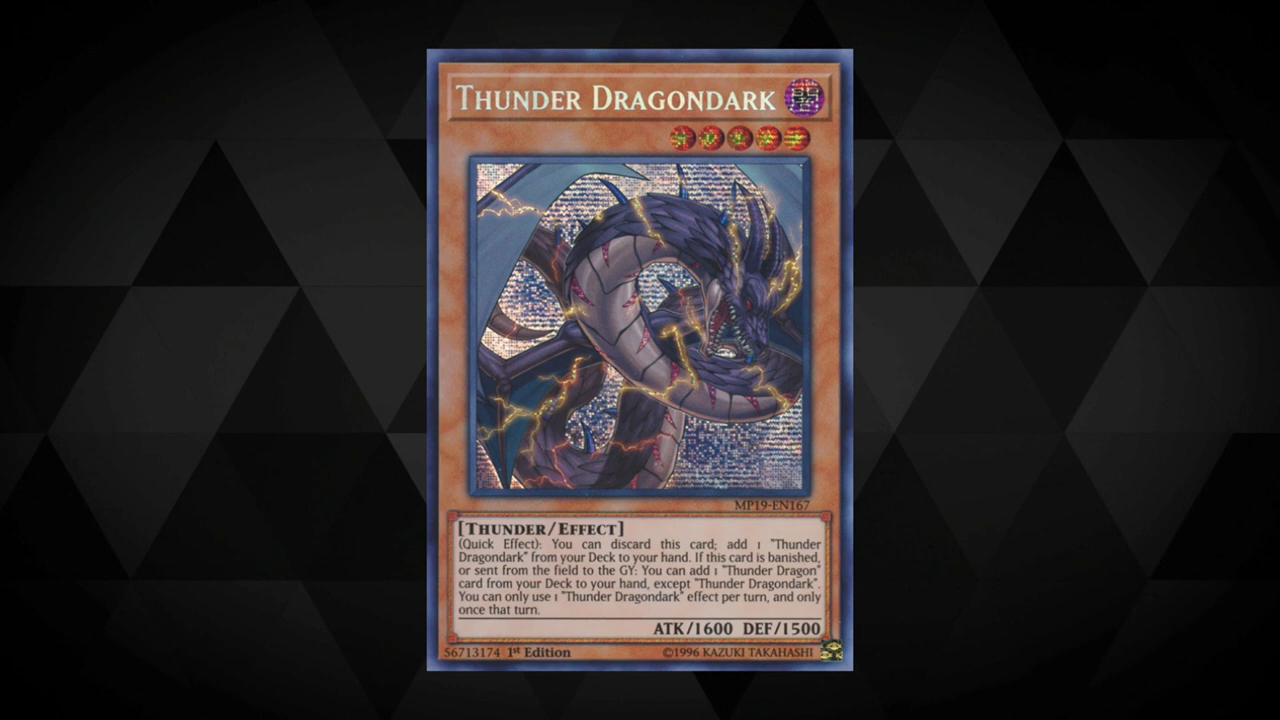 THUNDER DRAGONDARK
MP19-EN167
[THUNDER/EFFECT]
(Quick Effect): You can discard this card; add 1 "Thunder
Dragondark" from your Deck to your hand. If this card is banished,
or sent from the field to the GY: You can add 1 "Thunder Dragon"
card from your Deck to your hand, except "Thunder Dragondark".
You can only use 1 "Thunder Dragondark" effect per turn, and only
once that turn.
ATK/1600 DEF/1500
56713174 1st Edition ©1996 KAZUKI TAKAHASHI